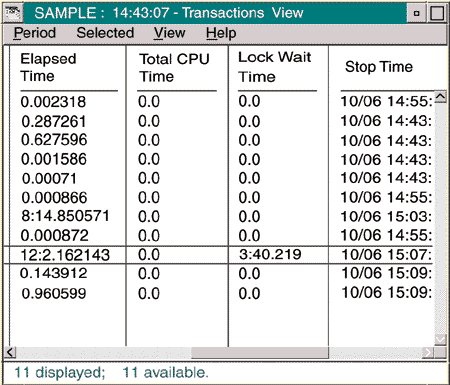 SAMPLE : 14:43:07 - Transactions View
Period Selected View Help
Elapsed Time Total CPU Time Lock Wait Time Stop Time
0.002318 0.0 0.0 10/06 14:55:
0.287261 0.0 0.0 10/06 14:43:
0.627596 0.0 0.0 10/06 14:43:
0.001586 0.0 0.0 10/06 14:43:
0.00071 0.0 0.0 10/06 14:43:
0.000866 0.0 0.0 10/06 14:55:
8:14.850571 0.0 0.0 10/06 15:03:
0.000872 0.0 0.0 10/06 14:55:
12:2.162143 0.0 3:40.219 10/06 15:07:
0.143912 0.0 0.0 10/06 15:09:
0.960599 0.0 0.0 10/06 15:09:
11 displayed; 11 available.